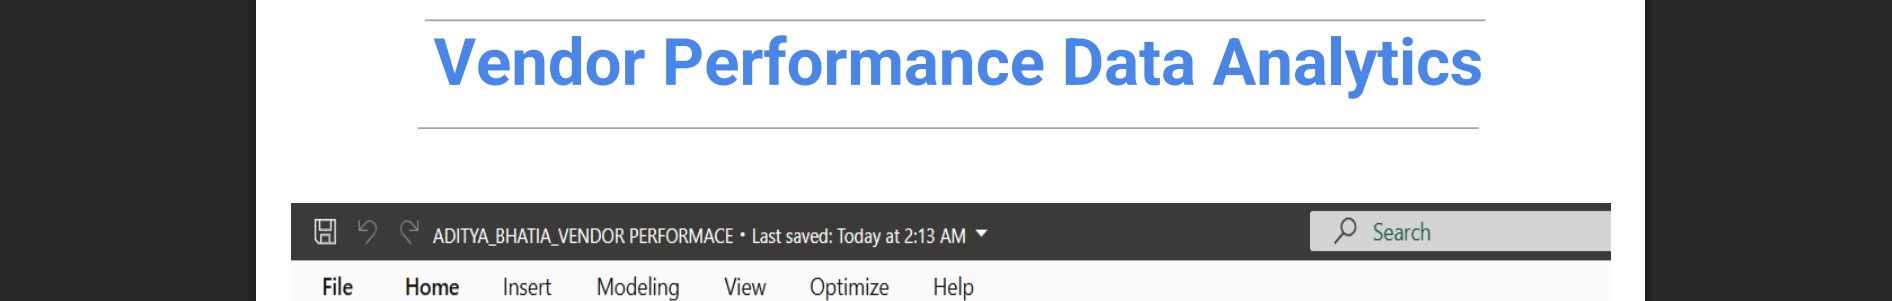 Vendor Performance Data Analytics
ADITYA_BHATIA_VENDOR PERFORMACE • Last saved: Today at 2:13 AM
Search
File Home Insert Modeling View Optimize Help